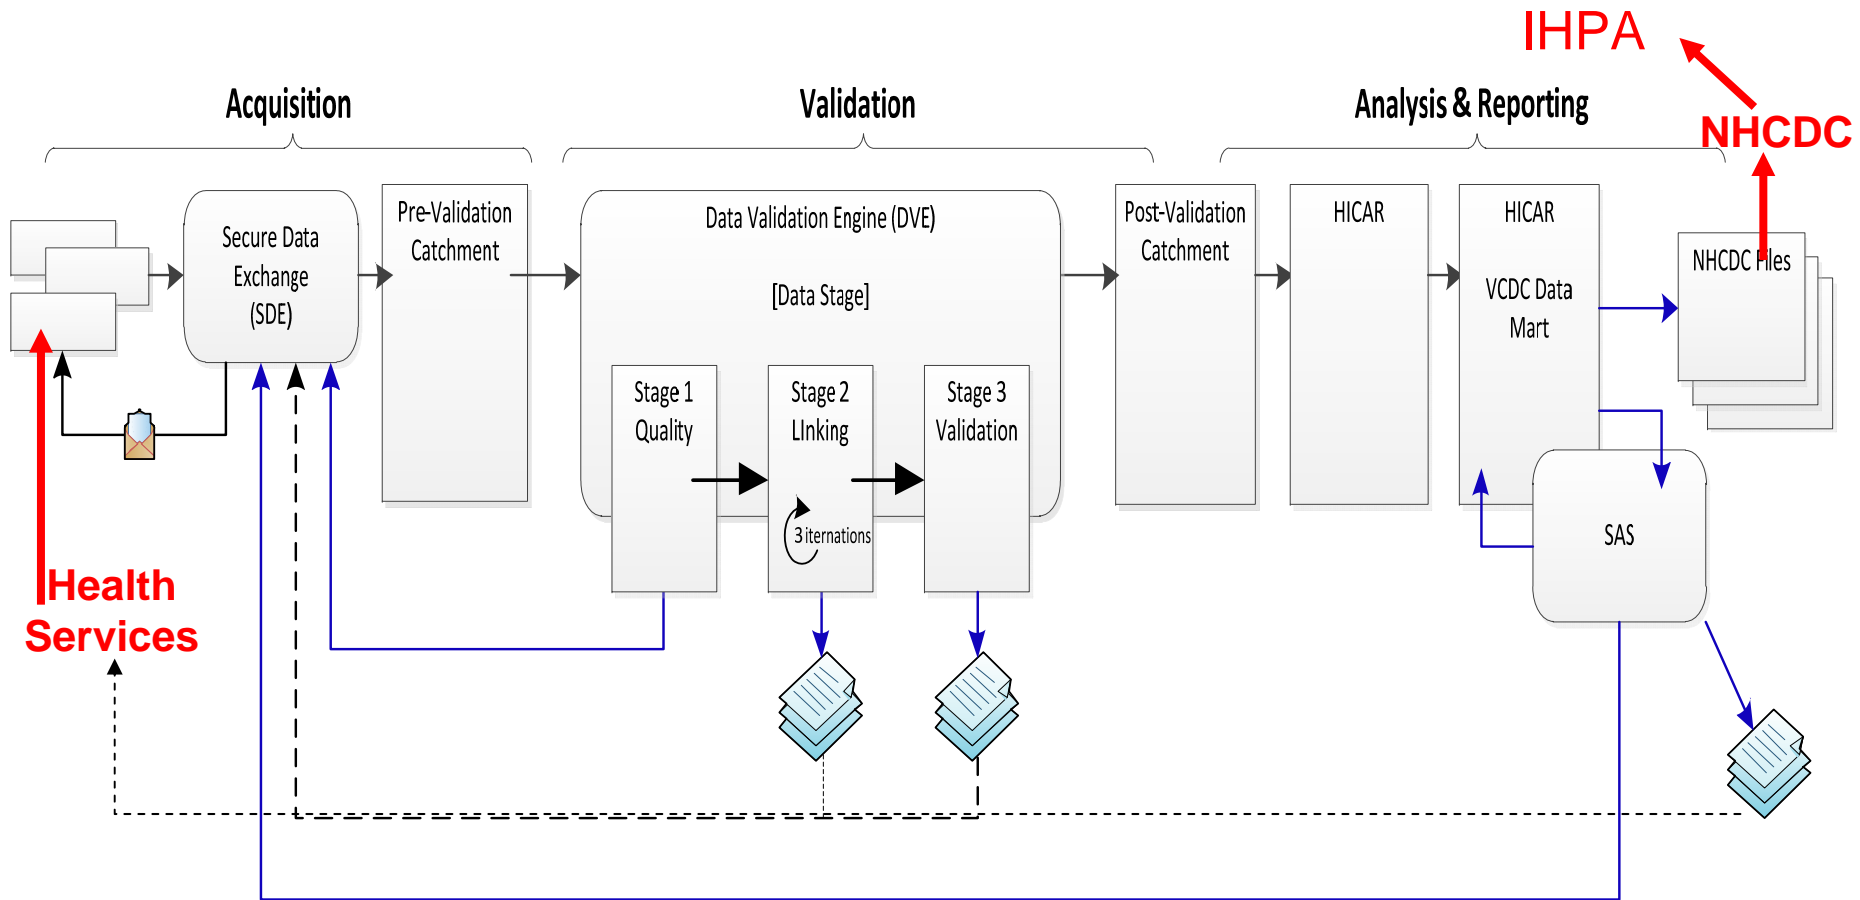 IHPA
Acquisition
Validation
Analysis & Reporting
NHCDC
Secure Data
Exchange
(SDE)
Pre-Validation
Catchment
Data Validation Engine (DVE)
[Data Stage]
Stage 1
Quality
Stage 2
LInking
3 iternations
Stage 3
Validation
Post-Validation
Catchment
HICAR
HICAR
VCDC Data
Mart
NHCDC Files
SAS
Health
Services